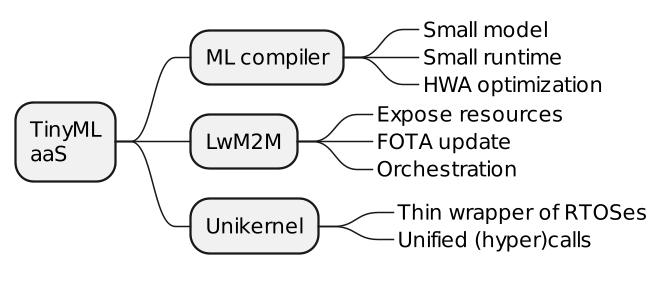 TinyML
aaS
ML compiler
Small model
Small runtime
HWA optimization
LwM2M
Expose resources
FOTA update
Orchestration
Unikernel
Thin wrapper of RTOSes
Unified (hyper)calls